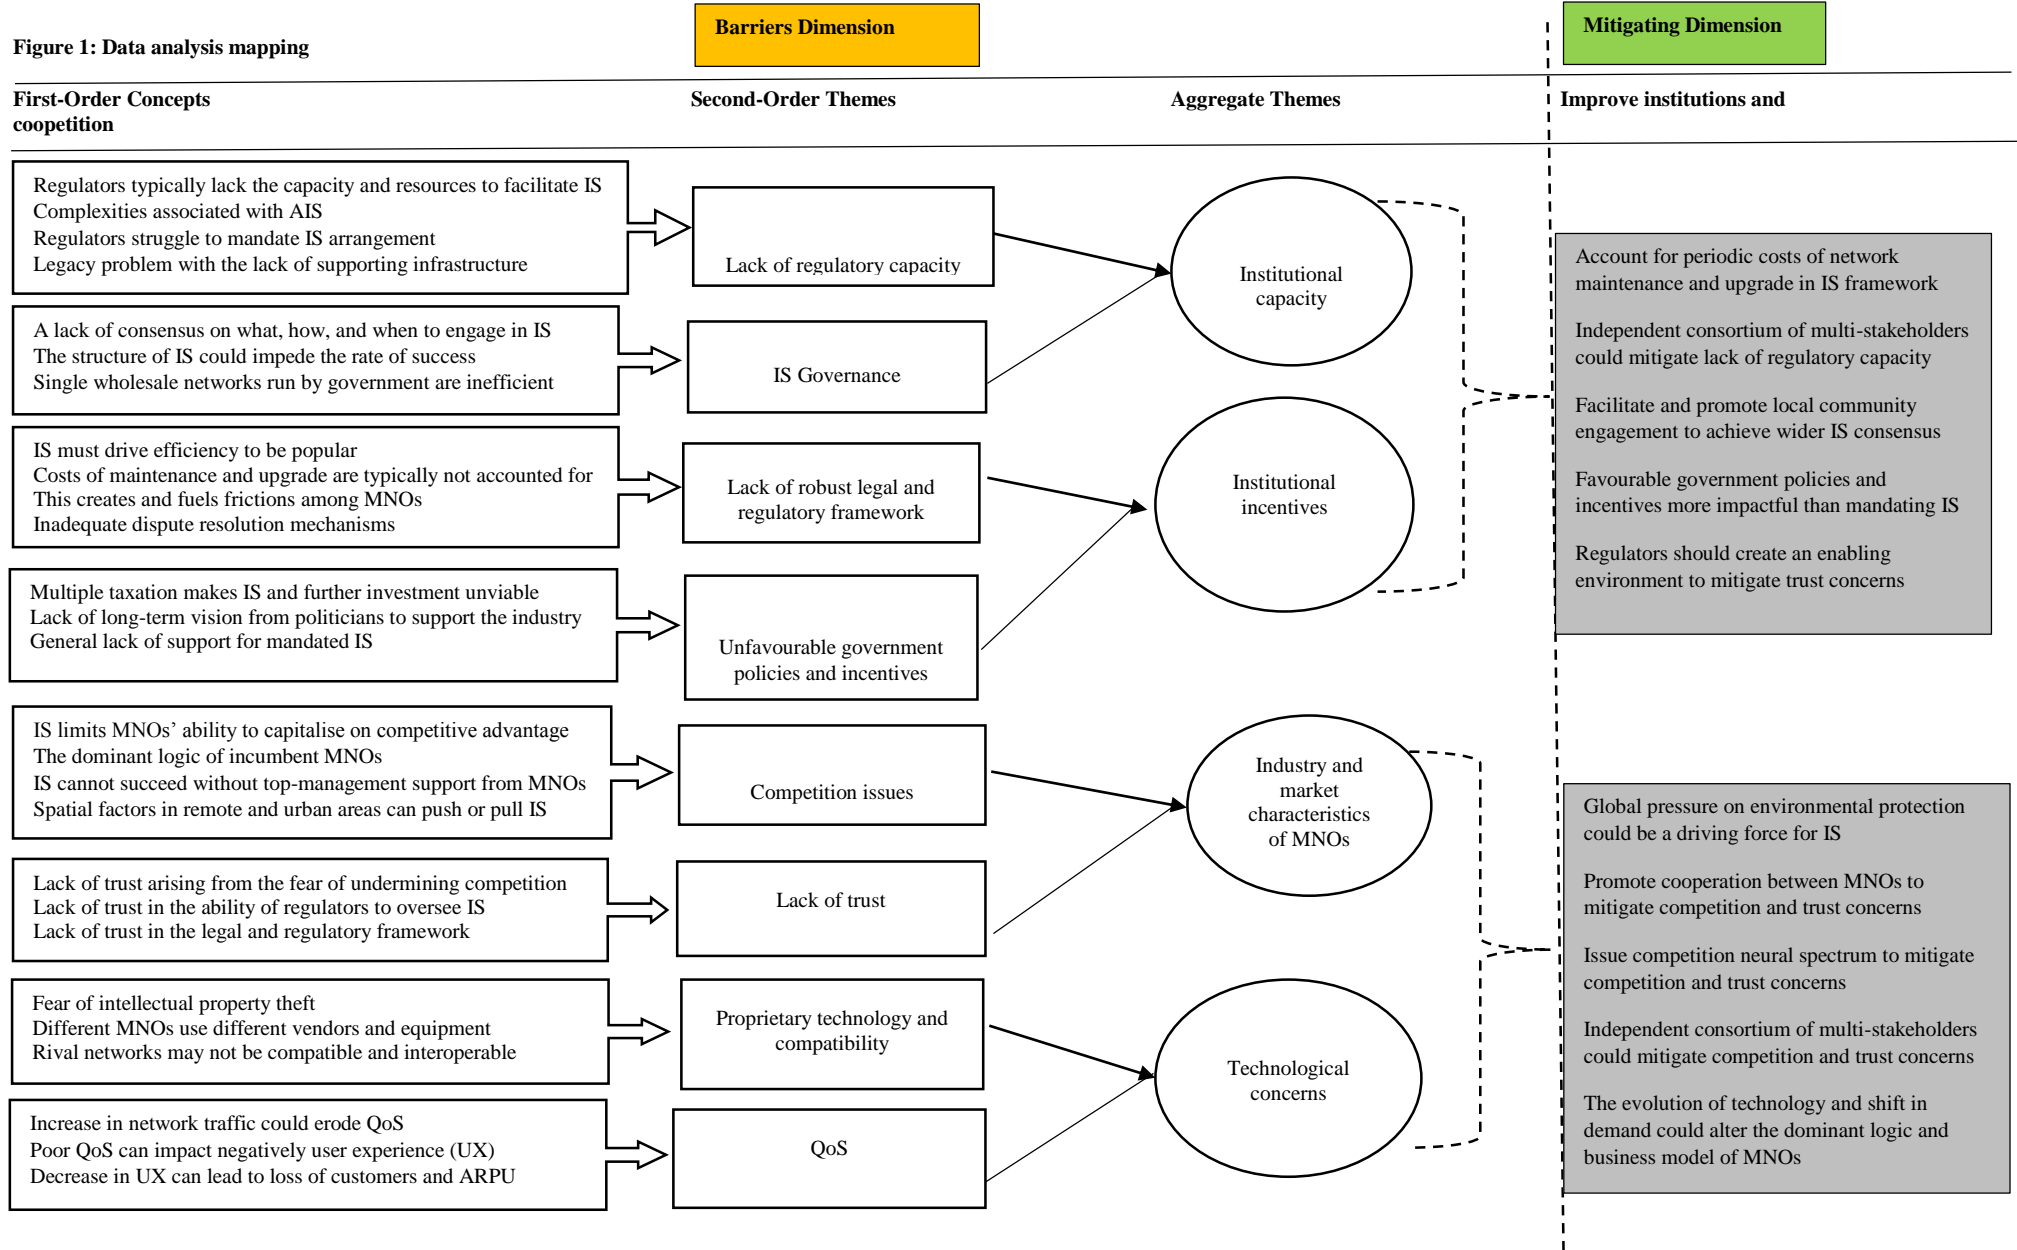 Barriers Dimension
Mitigating Dimension
Figure 1: Data analysis mapping
First-Order Concepts
Second-Order Themes
Aggregate Themes
Improve institutions and
coopetition
Regulators typically lack the capacity and resources to facilitate IS
Complexities associated with AIS
Regulators struggle to mandate IS arrangement
Legacy problem with the lack of supporting infrastructure
Lack of regulatory capacity
A lack of consensus on what, how, and when to engage in IS
The structure of IS could impede the rate of success
Single wholesale networks run by government are inefficient
IS Governance
Institutional
capacity
IS must drive efficiency to be popular
Costs of maintenance and upgrade are typically not accounted for
This creates and fuels frictions among MNOs
Inadequate dispute resolution mechanisms
Lack of robust legal and
regulatory framework
Multiple taxation makes IS and further investment unviable
Lack of long-term vision from politicians to support the industry
General lack of support for mandated IS
Unfavourable government
policies and incentives
Institutional
incentives
Account for periodic costs of network
maintenance and upgrade in IS framework
Independent consortium of multi-stakeholders
could mitigate lack of regulatory capacity
Facilitate and promote local community
engagement to achieve wider IS consensus
Favourable government policies and
incentives more impactful than mandating IS
Regulators should create an enabling
environment to mitigate trust concerns
IS limits MNOs’ ability to capitalise on competitive advantage
The dominant logic of incumbent MNOs
IS cannot succeed without top-management support from MNOs
Spatial factors in remote and urban areas can push or pull IS
Competition issues
Lack of trust arising from the fear of undermining competition
Lack of trust in the ability of regulators to oversee IS
Lack of trust in the legal and regulatory framework
Lack of trust
Industry and
market
characteristics
of MNOs
Fear of intellectual property theft
Different MNOs use different vendors and equipment
Rival networks may not be compatible and interoperable
Proprietary technology and
compatibility
Increase in network traffic could erode QoS
Poor QoS can impact negatively user experience (UX)
Decrease in UX can lead to loss of customers and ARPU
QoS
Technological
concerns
Global pressure on environmental protection
could be a driving force for IS
Promote cooperation between MNOs to
mitigate competition and trust concerns
Issue competition neural spectrum to mitigate
competition and trust concerns
Independent consortium of multi-stakeholders
could mitigate competition and trust concerns
The evolution of technology and shift in
demand could alter the dominant logic and
business model of MNOs